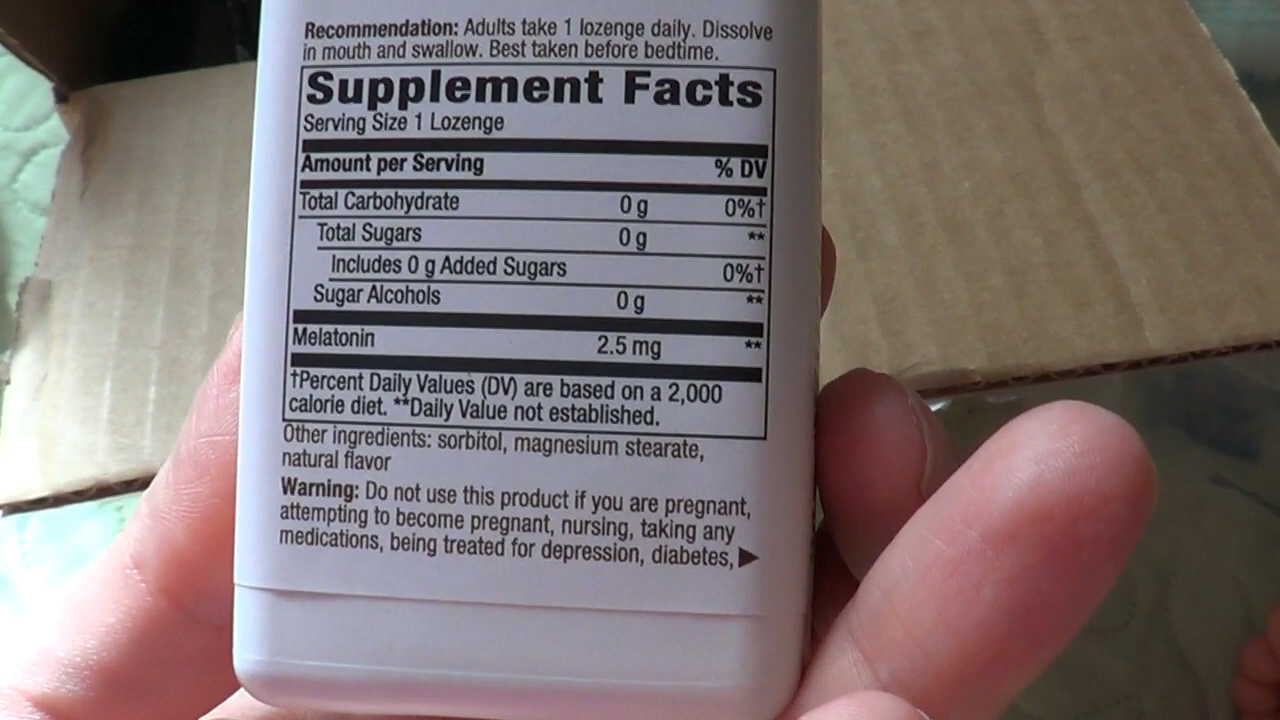 Recommendation: Adults take 1 lozenge daily. Dissolve
in mouth and swallow. Best taken before bedtime.
Supplement Facts
Serving Size 1 Lozenge
Amount per Serving % DV
Total Carbohydrate 0 g 0%†
Total Sugars 0 g **
Includes 0 g Added Sugars 0%†
Sugar Alcohols 0 g **
Melatonin 2.5 mg **
†Percent Daily Values (DV) are based on a 2,000
calorie diet. **Daily Value not established.
Other ingredients: sorbitol, magnesium stearate,
natural flavor
Warning: Do not use this product if you are pregnant,
attempting to become pregnant, nursing, taking any
medications, being treated for depression, diabetes,▶